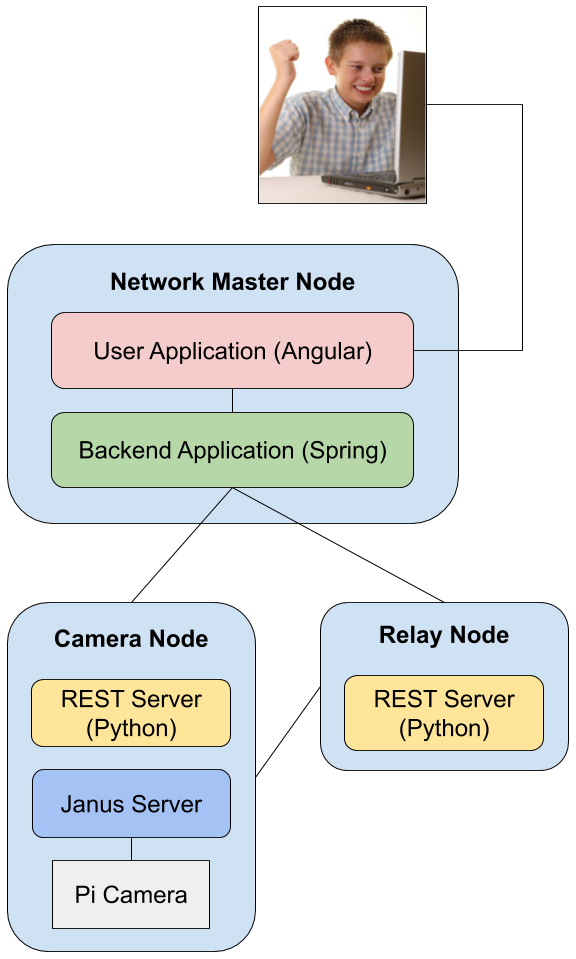 Network Master Node
User Application (Angular)
Backend Application (Spring)
Camera Node
REST Server
(Python)
Janus Server
Pi Camera
Relay Node
REST Server
(Python)